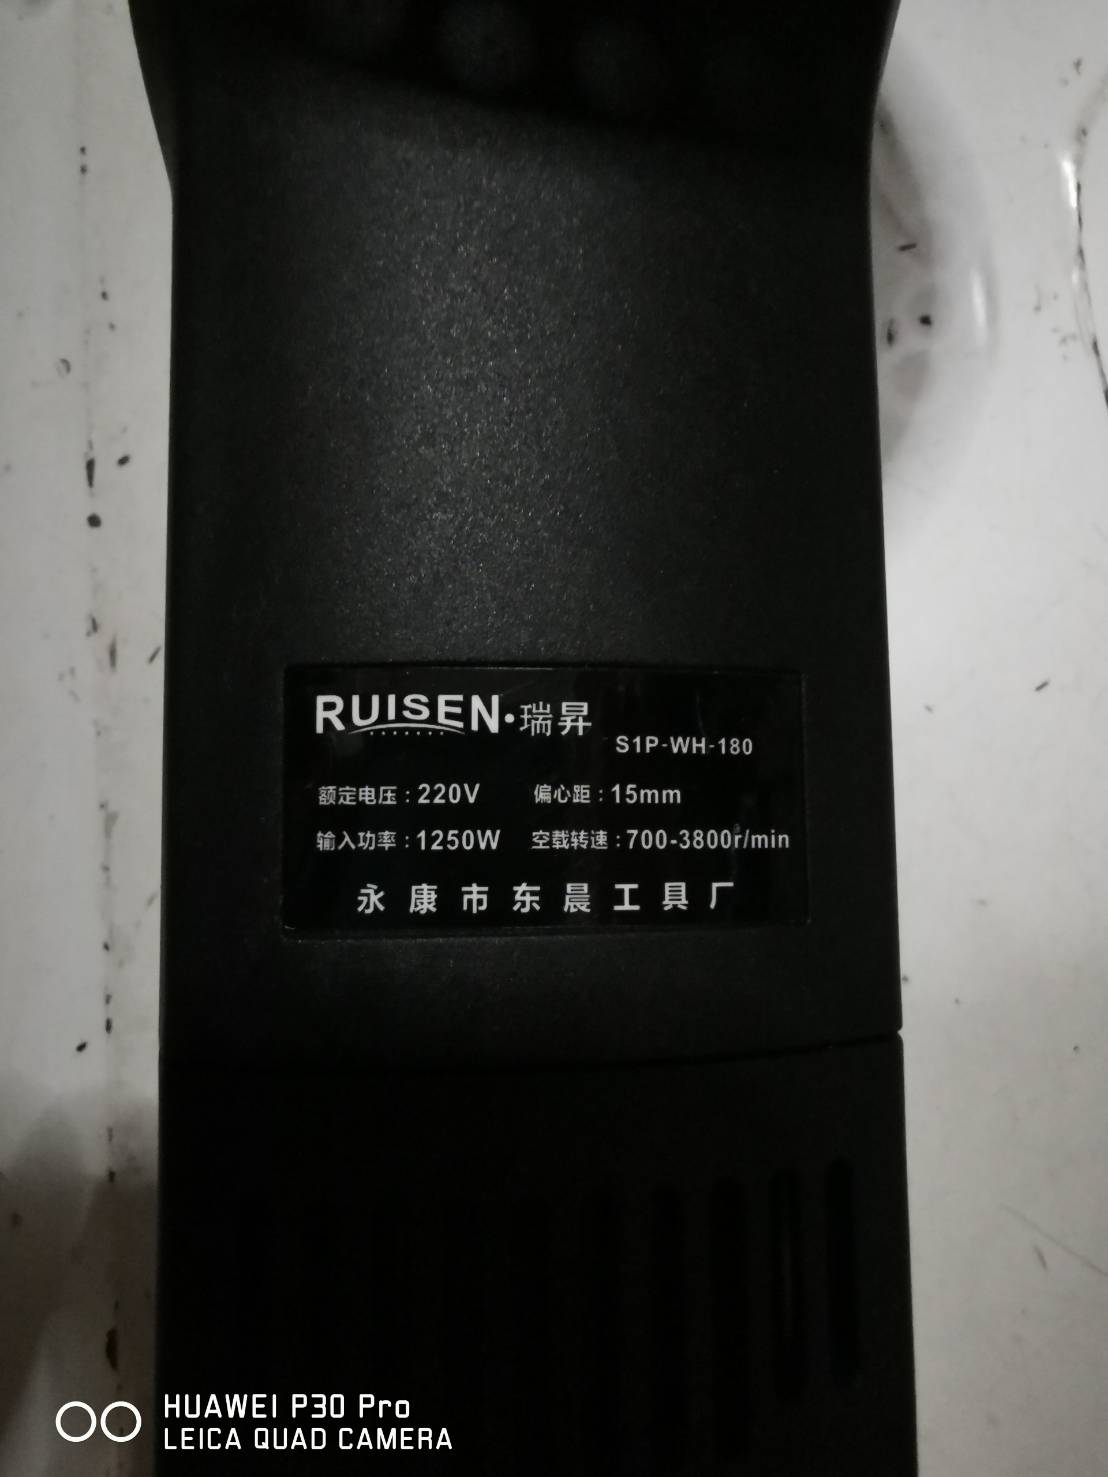 RUISEN·瑞昇
S1P-WH-180
额定电压：220V 偏心距：15mm
输入功率：1250W 空载转速：700-3800r/min
永康市东晨工具厂
HUAWEI P30 Pro
LEICA QUAD CAMERA